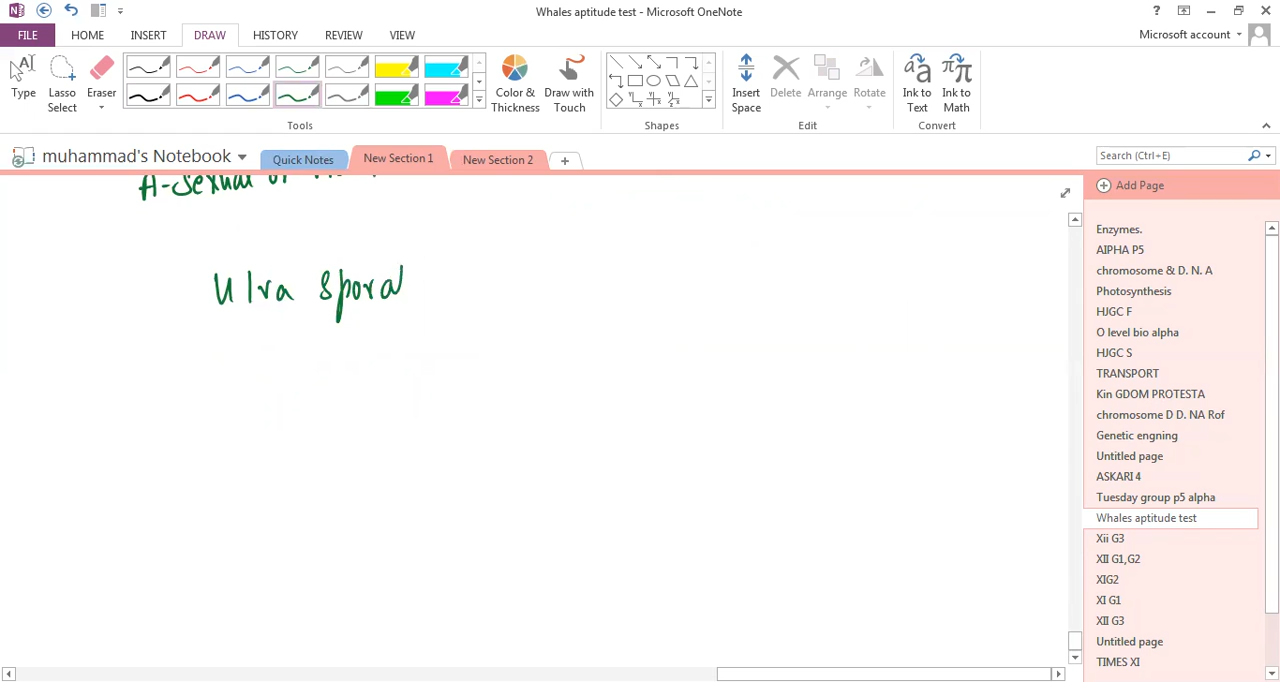 Whales aptitude test - Microsoft OneNote
?
FILE HOME INSERT DRAW HISTORY REVIEW VIEW
Microsoft account
Type
Lasso Select
Eraser
Color & Thickness
Draw with Touch
Insert Space
Delete
Arrange
Rotate
Ink to Text
Ink to Math
Tools
Shapes
Edit
Convert
muhammad's Notebook
Quick Notes
New Section 1
New Section 2
Search (Ctrl+E)
Add Page
A-Sexual
Ulva Spora
Enzymes.
AIPHA P5
chromosome & D. N. A
Photosynthesis
HJGC F
O level bio alpha
HJGC S
TRANSPORT
Kin GDOM PROTESTA
chromosome D D. NA Rof
Genetic engning
Untitled page
ASKARI 4
Tuesday group p5 alpha
Whales aptitude test
Xii G3
XII G1,G2
XIG2
XI G1
XII G3
Untitled page
TIMES XI